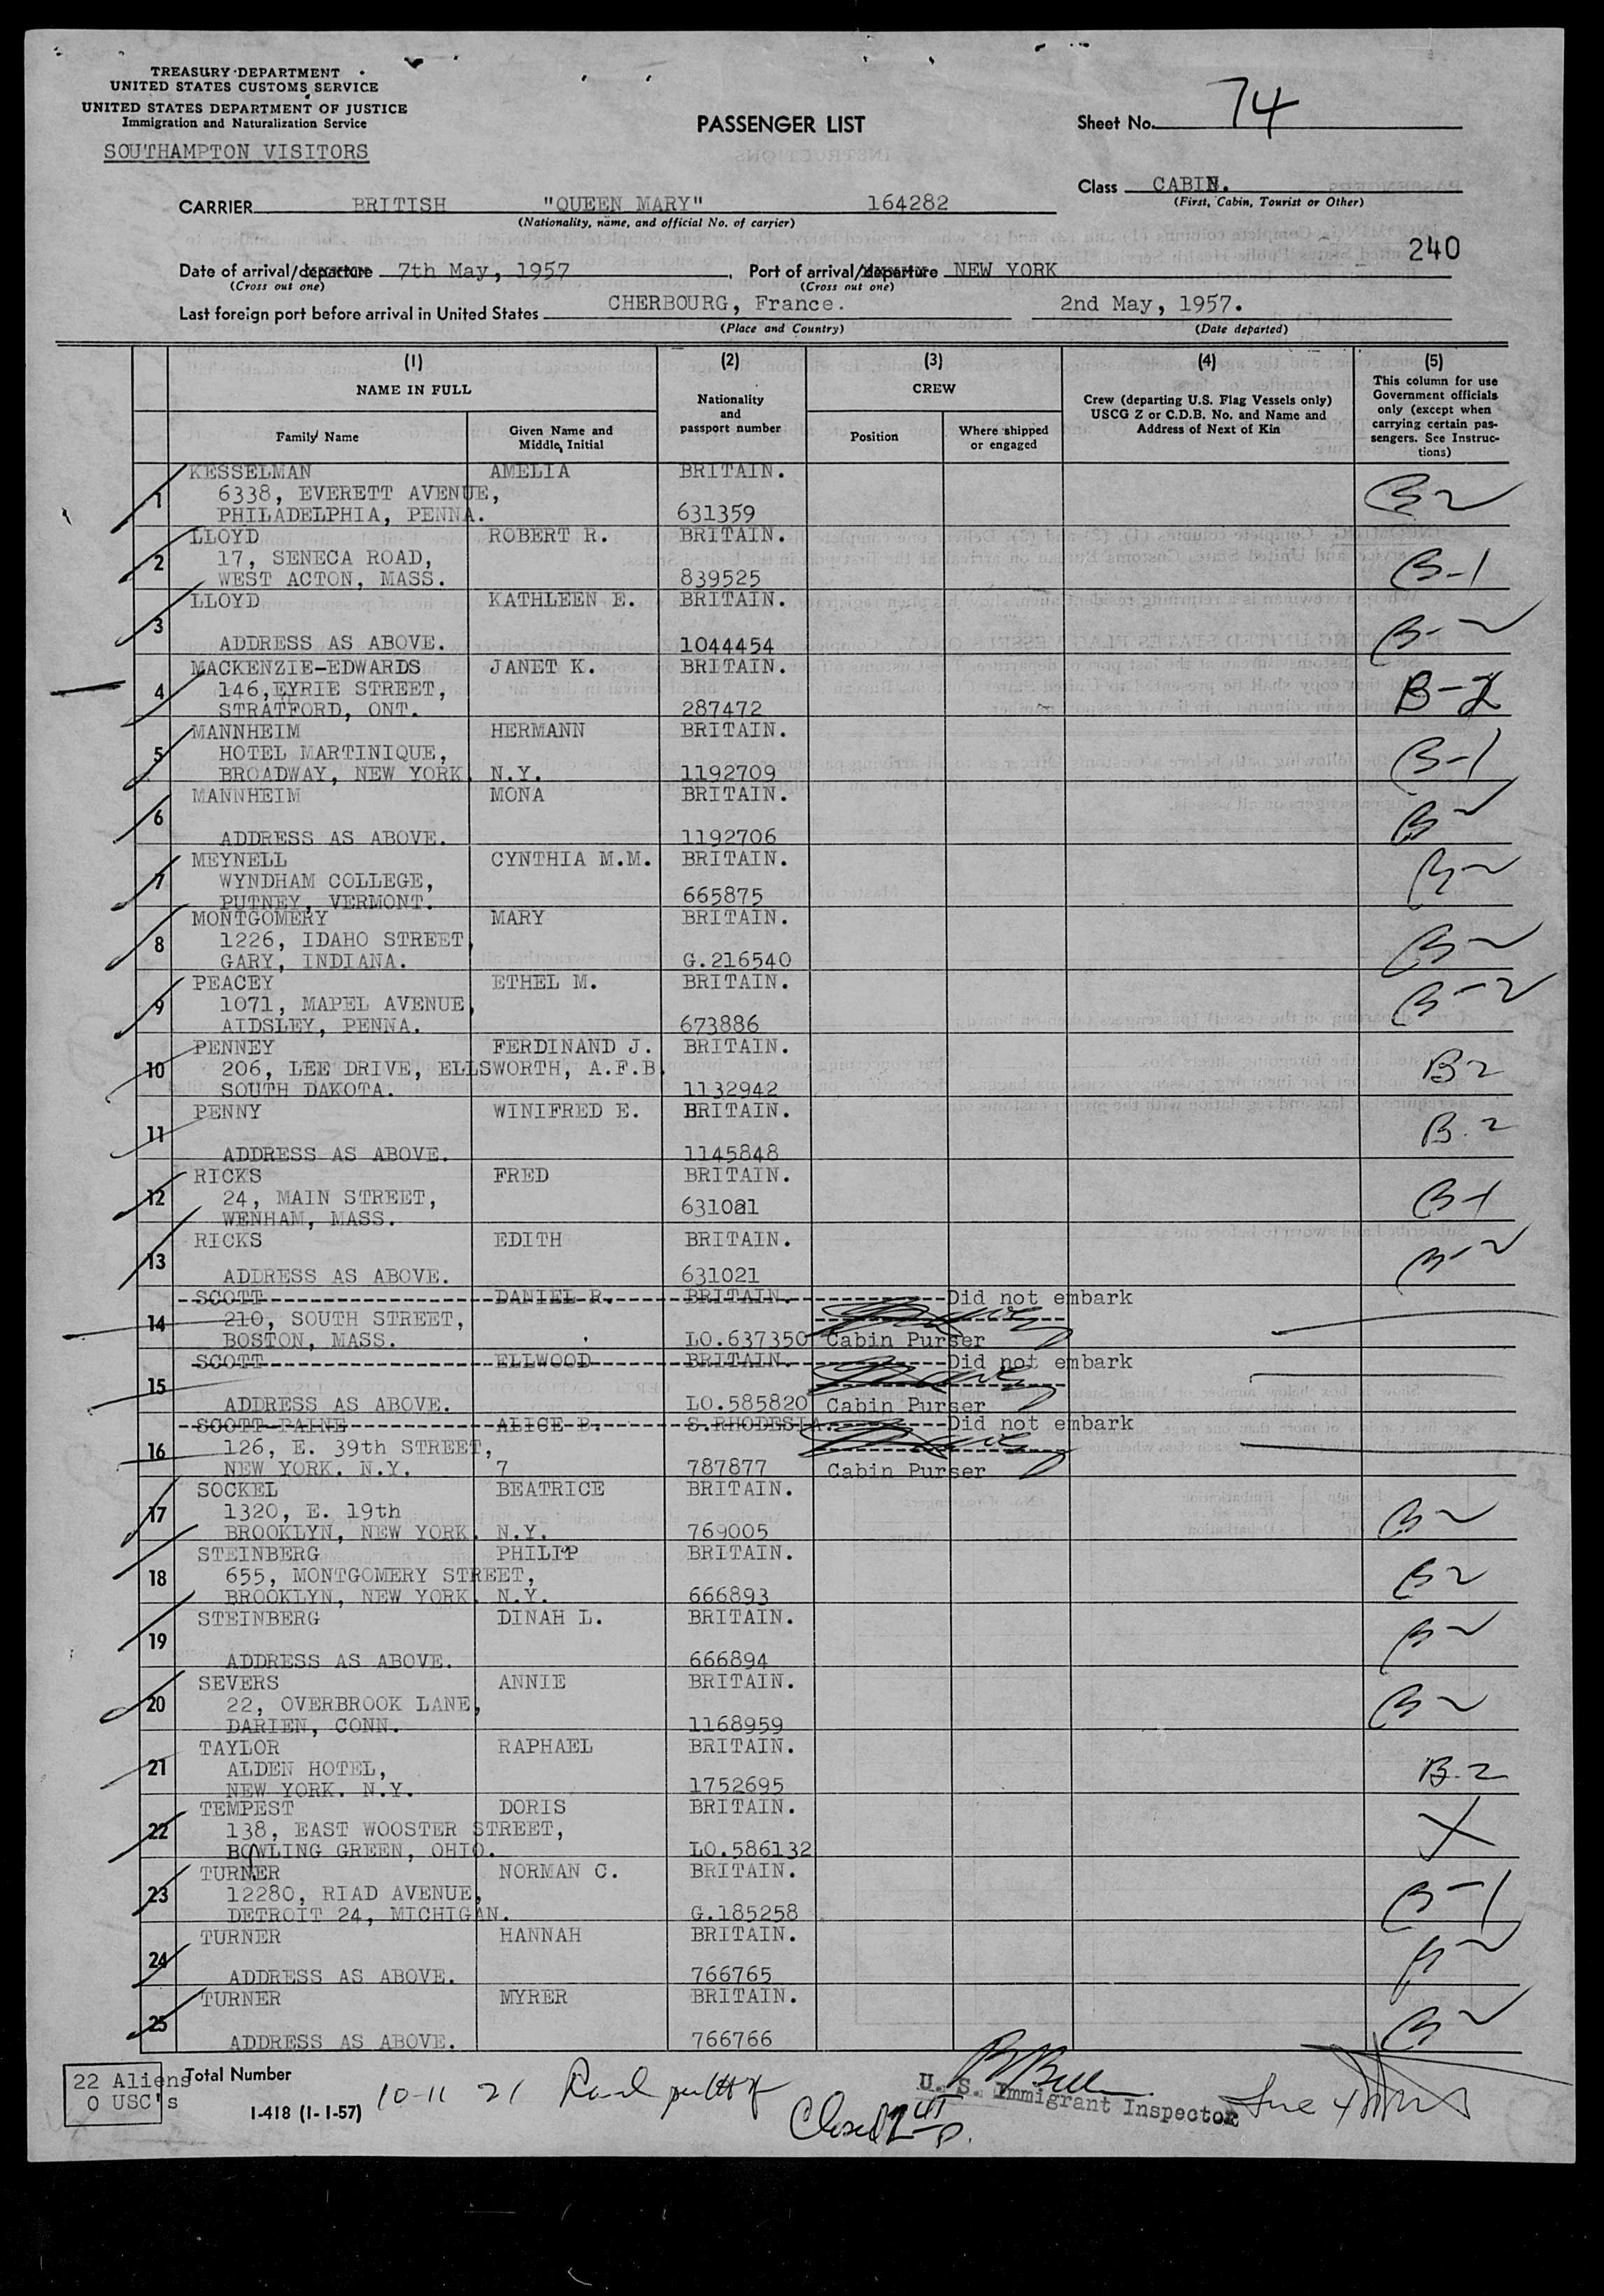 TREASURY DEPARTMENT
UNITED STATES CUSTOMS SERVICE
UNITED STATES DEPARTMENT OF JUSTICE
Immigration and Naturalization Service
SOUTHAMPTON VISITORS
PASSENGER LIST
Sheet No. 74
Class CABIN.
(First, Cabin, Tourist or Other)
CARRIER BRITISH "QUEEN MARY" 164282
(Nationality, name, and official No. of carrier)
240
Date of arrival/departure 7th May, 1957, Port of arrival/departure NEW YORK
(Cross out one) (Cross out one)
Last foreign port before arrival in United States CHERBOURG, France. 2nd May, 1957.
(Place and Country) (Date departed)
(1) (2) (3) (4) (5)
NAME IN FULL
Family Name
Given Name and Middle Initial
Nationality and passport number
CREW
Position
Where shipped or engaged
Crew (departing U.S. Flag Vessels only)
USCG Z or C.D.B. No. and Name and
Address of Next of Kin
This column for use
Government officials
only (except when
carrying certain pas-
sengers. See Instruc-
tions)
1 KESSELMAN AMELIA BRITAIN.
6338, EVERETT AVENUE,
PHILADELPHIA, PENNA. 631359 B2
2 LLOYD ROBERT R. BRITAIN.
17, SENECA ROAD,
WEST ACTON, MASS. 839525 B-1
3 LLOYD KATHLEEN E. BRITAIN.
ADDRESS AS ABOVE. 1044454 B-2
4 MACKENZIE-EDWARDS JANET K. BRITAIN.
146,EYRIE STREET,
STRATFORD, ONT. 287472 B-2
5 MANNHEIM HERMANN BRITAIN.
HOTEL MARTINIQUE,
BROADWAY, NEW YORK. N.Y. 1192709 B-1
6 MANNHEIM MONA BRITAIN.
ADDRESS AS ABOVE. 1192706 B-2
7 MEYNELL CYNTHIA M.M. BRITAIN.
WYNDHAM COLLEGE,
PUTNEY, VERMONT. 665875 B-2
8 MONTGOMERY MARY BRITAIN.
1226, IDAHO STREET,
GARY, INDIANA. G.216540 B-2
9 PEACEY ETHEL M. BRITAIN.
1071, MAPEL AVENUE,
AIDSLEY, PENNA. 673886 B-2
10 PENNEY FERDINAND J. BRITAIN.
206, LEE DRIVE, ELLSWORTH, A.F.B.
SOUTH DAKOTA. 1132942 B2
11 PENNY WINIFRED E. BRITAIN.
ADDRESS AS ABOVE. 1145848 B.2
12 RICKS FRED BRITAIN.
24, MAIN STREET,
WENHAM, MASS. B-1
13 RICKS EDITH BRITAIN.
ADDRESS AS ABOVE. 631021 B-2
14 SCOTT DANIEL R. BRITAIN. Did not embark
210, SOUTH STREET,
BOSTON, MASS. LO.637350 Cabin Purser
15 SCOTT ELLWOOD BRITAIN. Did not embark
ADDRESS AS ABOVE. LO.585820 Cabin Purser
16 SCOTT-PAINE ALICE B. S.RHODESIA. Did not embark
126, E. 39th STREET,
NEW YORK. N.Y. 7 787877 Cabin Purser
17 SOCKEL BEATRICE BRITAIN.
1320, E. 19th
BROOKLYN, NEW YORK. N.Y. 769005 B2
18 STEINBERG PHILIP BRITAIN.
655, MONTGOMERY STREET,
BROOKLYN, NEW YORK. N.Y. 666893 B2
19 STEINBERG DINAH L. BRITAIN.
ADDRESS AS ABOVE. 666894 B-2
20 SEVERS ANNIE BRITAIN.
22, OVERBROOK LANE,
DARIEN, CONN. 1168959 B2
21 TAYLOR RAPHAEL BRITAIN.
ALDEN HOTEL,
NEW YORK. N.Y. 1752695 B.2
22 TEMPEST DORIS BRITAIN.
138, EAST WOOSTER STREET,
BOWLING GREEN, OHIO. LO.586132 X
23 TURNER NORMAN C. BRITAIN.
12280, RIAD AVENUE,
DETROIT 24, MICHIGAN. G.185258 B-1
24 TURNER HANNAH BRITAIN.
ADDRESS AS ABOVE. 766765 B-2
25 TURNER MYRER BRITAIN.
ADDRESS AS ABOVE. 766766 B-2
22 Aliens
0 USC's
Total Number
I-418 (1-1-57)
10-11 21
Closed 2
U. S. Immigrant Inspector